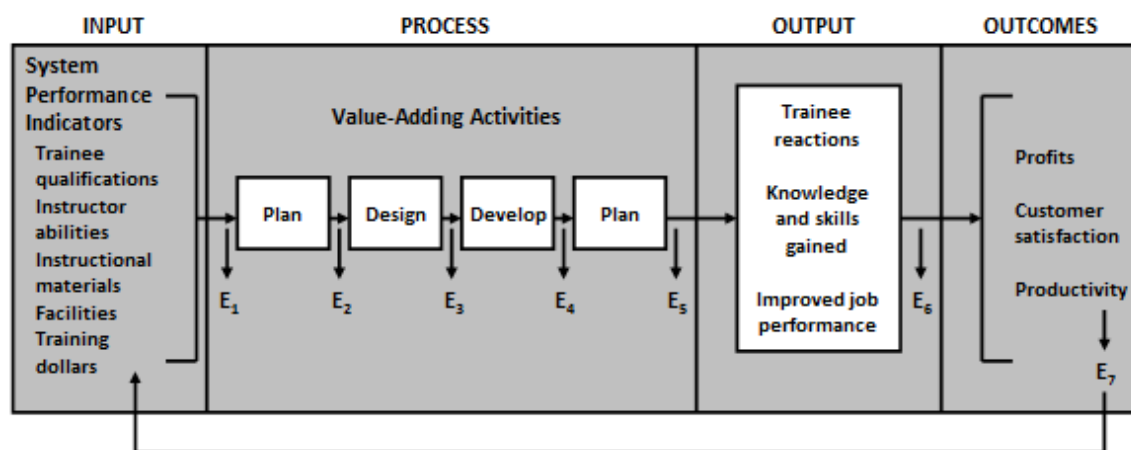 INPUT
PROCESS
OUTPUT
OUTCOMES
System
Performance
Indicators
Trainee
qualifications
Instructor
abilities
Instructional
materials
Facilities
Training
dollars
Value-Adding Activities
Plan
Design
Develop
Plan
E₁
E₂
E₃
E₄
E₅
Trainee
reactions
Knowledge
and skills
gained
Improved job
performance
E₆
Profits
Customer
satisfaction
Productivity
E₇